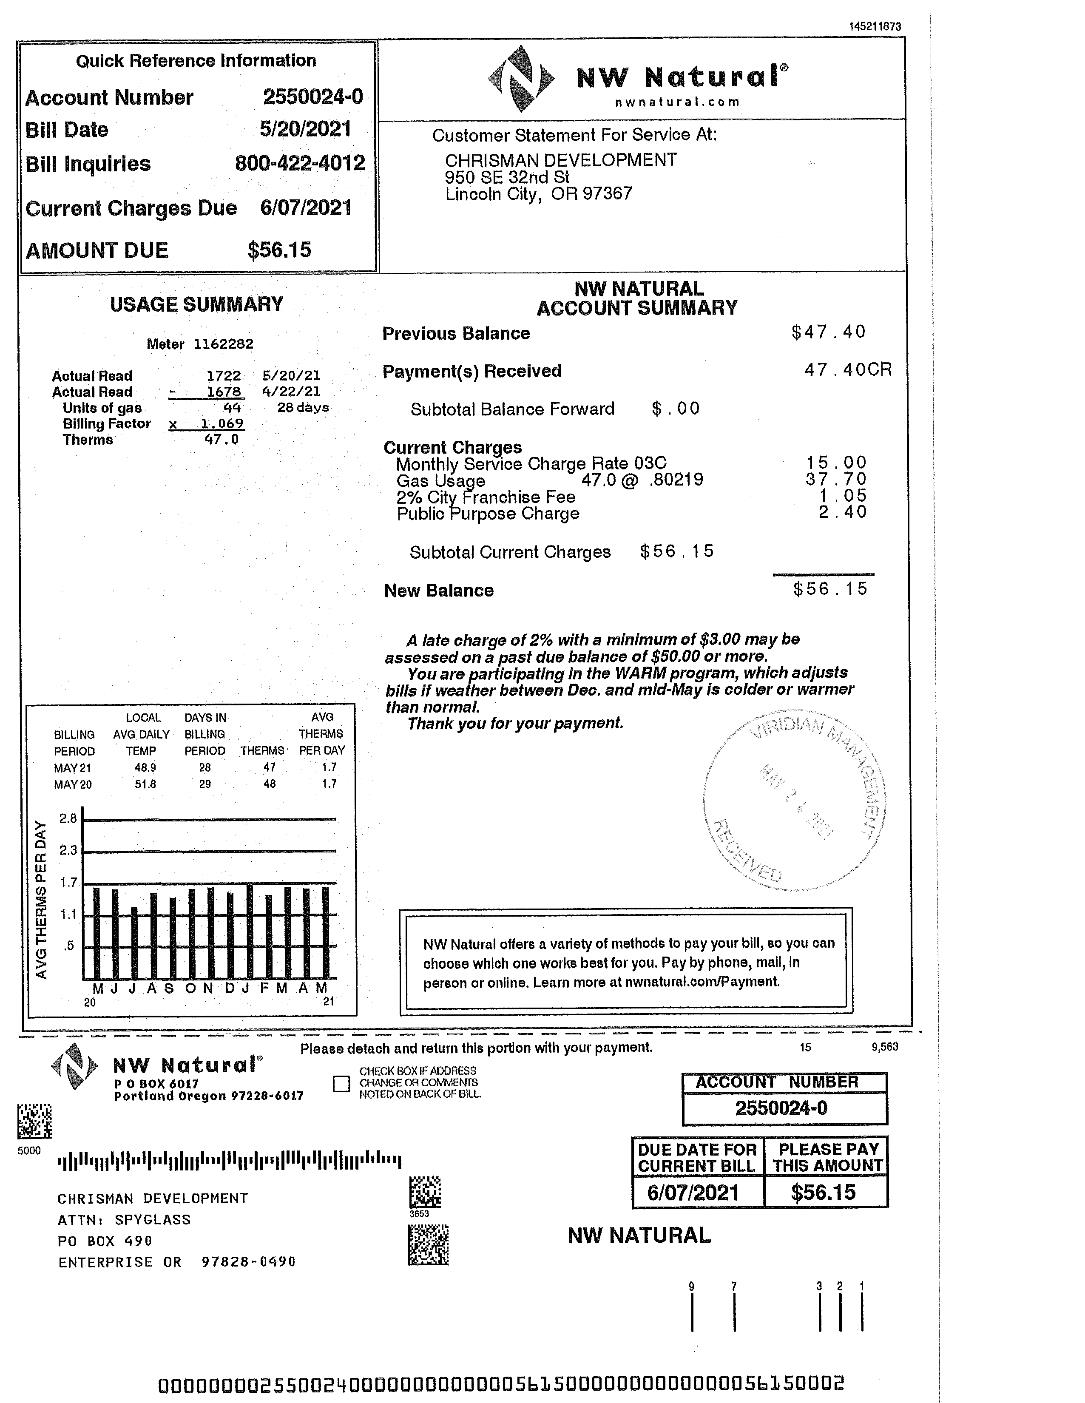 145211873
Quick Reference Information
Account Number 2550024-0
Bill Date 5/20/2021
Bill Inquiries 800-422-4012
Current Charges Due 6/07/2021
AMOUNT DUE $56.15
NW Natural®
nwnatural.com
Customer Statement For Service At:
CHRISMAN DEVELOPMENT
950 SE 32nd St
Lincoln City, OR 97367
USAGE SUMMARY
Meter 1162282
Actual Read 1722 5/20/21
Actual Read - 1678 4/22/21
Units of gas 44 28 days
Billing Factor x 1.069
Therms 47.0
NW NATURAL
ACCOUNT SUMMARY
Previous Balance $47.40
Payment(s) Received 47.40CR
Subtotal Balance Forward $.00
Current Charges
Monthly Service Charge Rate 03C 15.00
Gas Usage 47.0 @ .80219 37.70
2% City Franchise Fee 1.05
Public Purpose Charge 2.40
Subtotal Current Charges $56.15
New Balance $56.15
A late charge of 2% with a minimum of $3.00 may be
assessed on a past due balance of $50.00 or more.
You are participating in the WARM program, which adjusts
bills if weather between Dec. and mid-May is colder or warmer
than normal.
Thank you for your payment.
VIRIDIAN MANAGEMENT
MAY 24 2021
RECEIVED
LOCAL DAYS IN AVG
BILLING AVG DAILY BILLING THERMS
PERIOD TEMP PERIOD THERMS PER DAY
MAY21 48.9 28 47 1.7
MAY20 51.8 29 48 1.7
AVG THERMS PER DAY
2.8
2.3
1.7
1.1
.5
M J J A S O N D J F M A M
20 21
NW Natural offers a variety of methods to pay your bill, so you can
choose which one works best for you. Pay by phone, mail, in
person or online. Learn more at nwnatural.com/Payment.
Please detach and return this portion with your payment. 15 9,563
NW Natural®
P O BOX 6017
Portland Oregon 97228-6017
CHECK BOX IF ADDRESS
CHANGE OR COMMENTS
NOTED ON BACK OF BILL.
ACCOUNT NUMBER
2550024-0
5000
DUE DATE FOR CURRENT BILL PLEASE PAY THIS AMOUNT
6/07/2021 $56.15
CHRISMAN DEVELOPMENT
ATTN: SPYGLASS
PO BOX 490
ENTERPRISE OR 97828-0490
3653
NW NATURAL
9 7 3 2 1
000000002550024000000000000005615000000000000000056150002